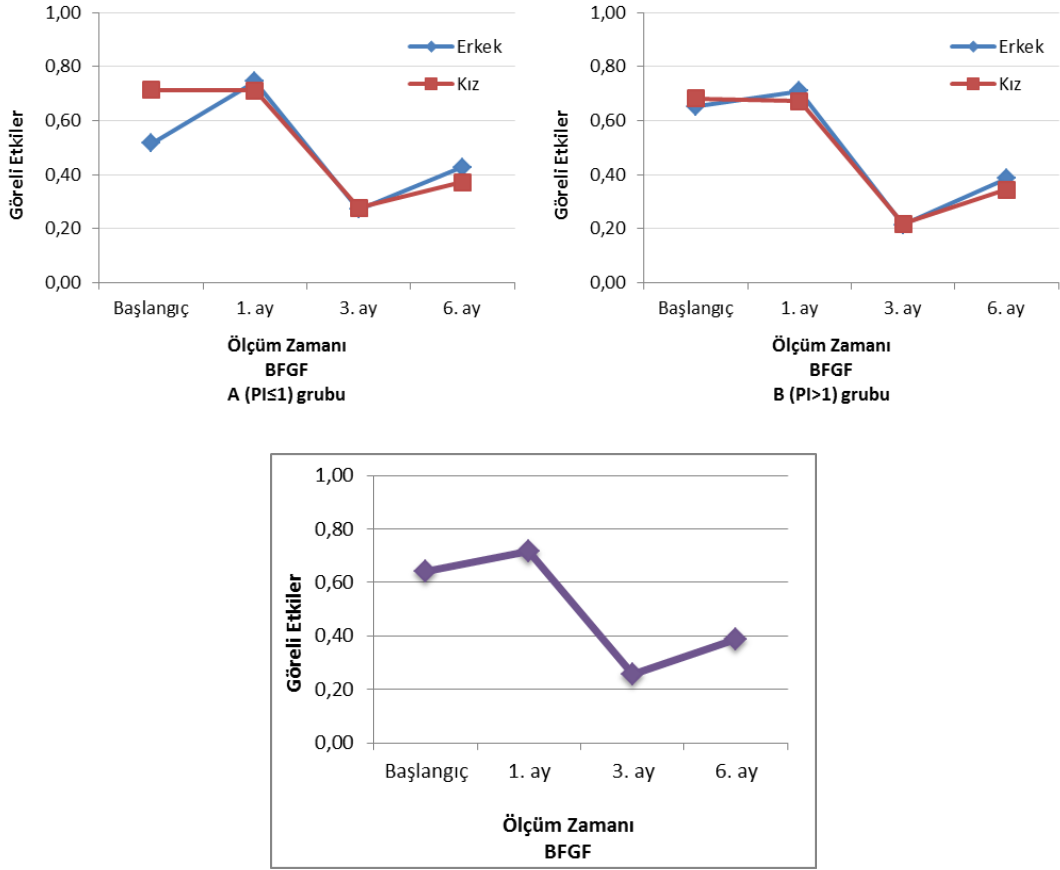 1,00
0,80
0,60
0,40
0,20
0,00
Göreli Etkiler
Erkek
Kız
Başlangıç 1. ay 3. ay 6. ay
Ölçüm Zamanı
BFGF
A (PI≤1) grubu
1,00
0,80
0,60
0,40
0,20
0,00
Göreli Etkiler
Erkek
Kız
Başlangıç 1. ay 3. ay 6. ay
Ölçüm Zamanı
BFGF
B (PI>1) grubu
1,00
0,80
0,60
0,40
0,20
0,00
Göreli Etkiler
Başlangıç 1. ay 3. ay 6. ay
Ölçüm Zamanı
BFGF